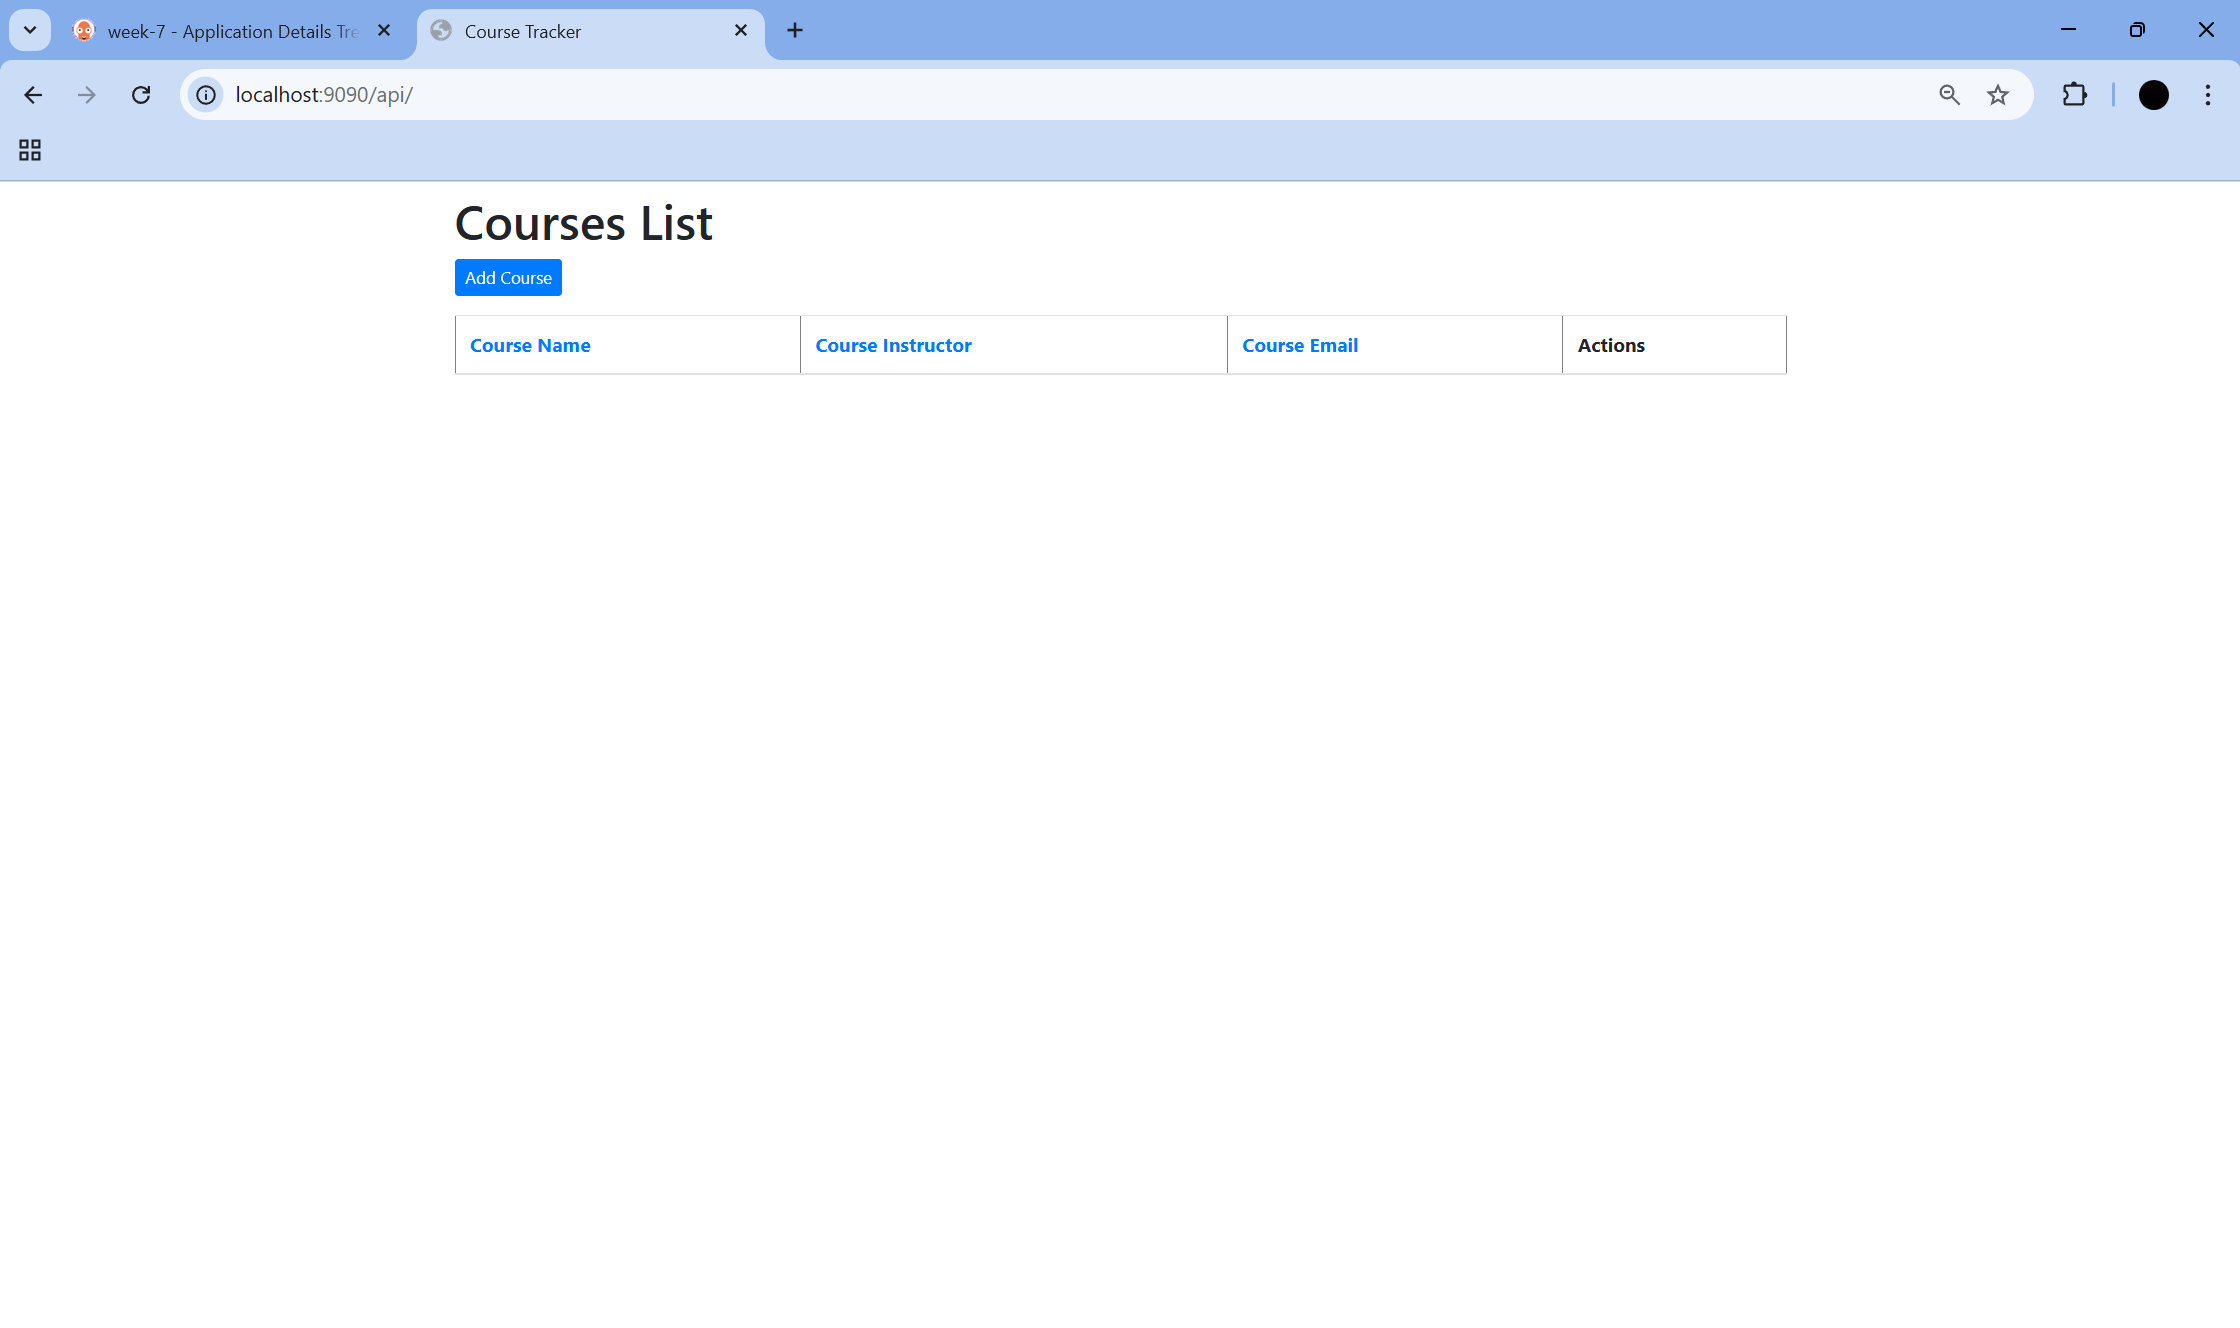 week-7 - Application Details Tre
Course Tracker
localhost:9090/api/
Courses List
Add Course
Course Name Course Instructor Course Email Actions